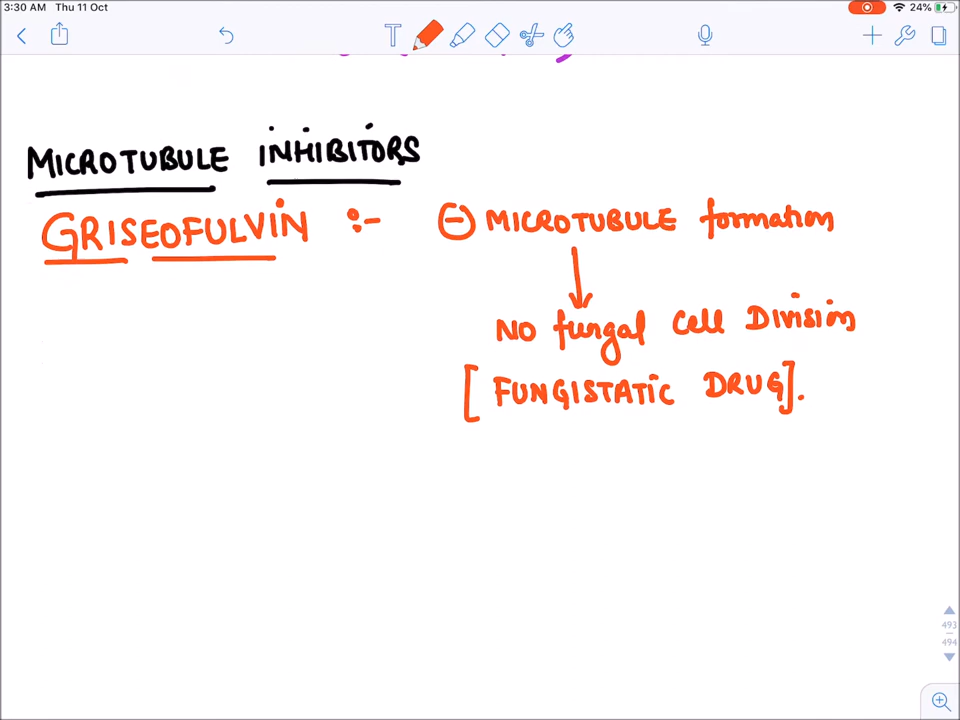 3:30 AM Thu 11 Oct
24%
T
MICROTUBULE INHIBITORS
GRISEOFULVIN :- ⊖ MICROTUBULE formation
↓
NO fungal Cell Division
[FUNGISTATIC DRUG].
493
494